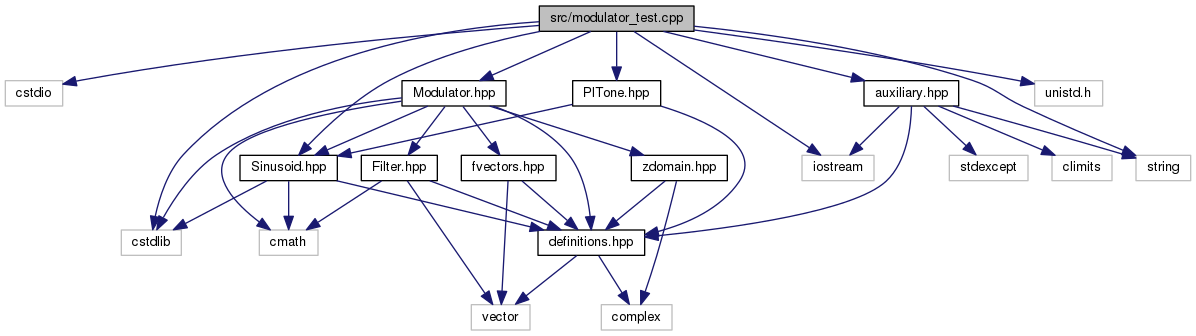 src/modulator_test.cpp
cstdio
Modulator.hpp
PITone.hpp
auxiliary.hpp
unistd.h
Sinusoid.hpp
Filter.hpp
fvectors.hpp
zdomain.hpp
iostream
stdexcept
climits
string
cstdlib
cmath
definitions.hpp
vector
complex